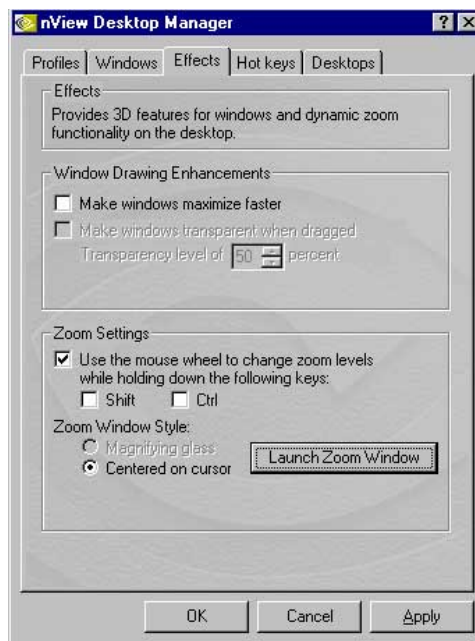 nView Desktop Manager
Profiles Windows Effects Hot keys Desktops
Effects
Provides 3D features for windows and dynamic zoom
functionality on the desktop.
Window Drawing Enhancements
Make windows maximize faster
Make windows transparent when dragged
Transparency level of 50 percent
Zoom Settings
Use the mouse wheel to change zoom levels
while holding down the following keys:
Shift Ctrl
Zoom Window Style:
Magnifying glass
Centered on cursor
Launch Zoom Window
OK Cancel Apply